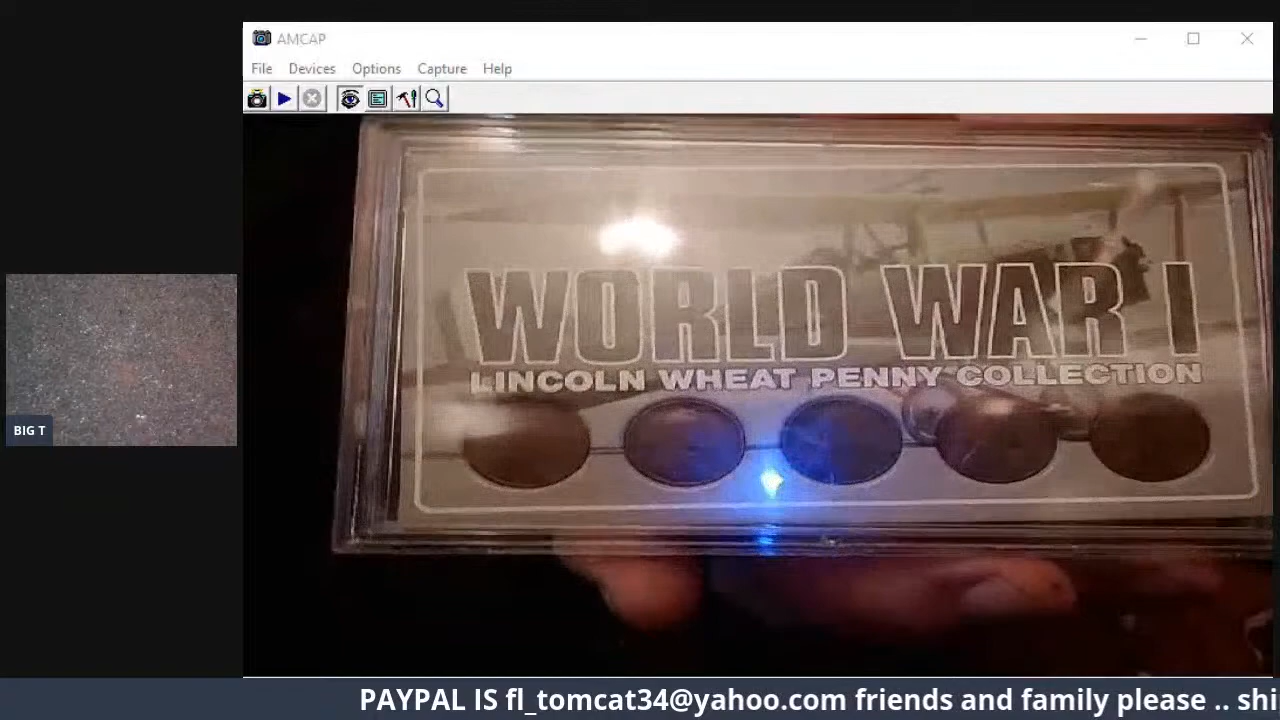 AMCAP
File Devices Options Capture Help
WORLD WAR I
LINCOLN WHEAT PENNY COLLECTION
BIG T
PAYPAL IS fl_tomcat34@yahoo.com friends and family please .. shi